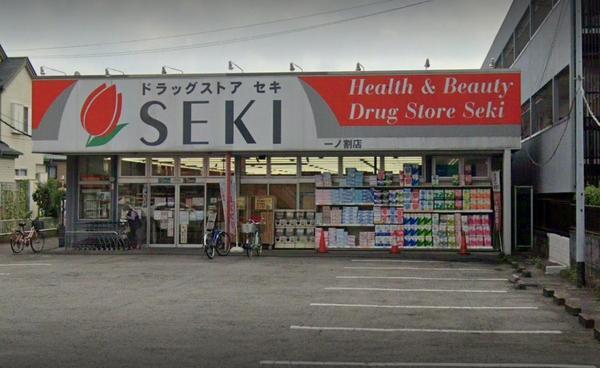 ドラッグストア セキ
SEKI
Health & Beauty
Drug Store Seki
一ノ割店